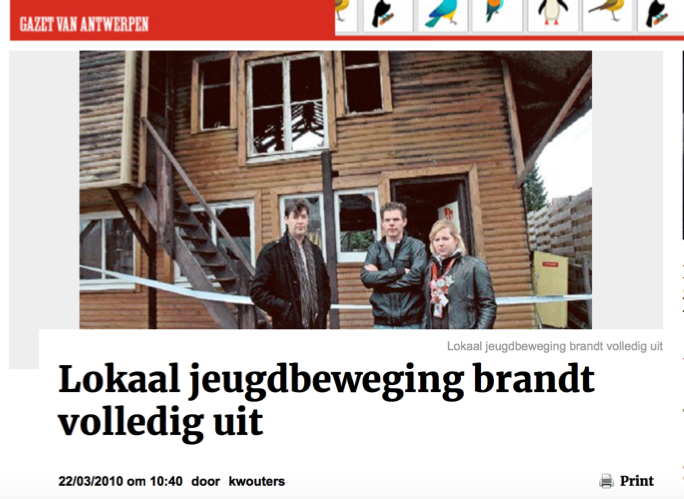 GAZET VAN ANTWERPEN
Lokaal jeugdbeweging brandt volledig uit
Lokaal jeugdbeweging brandt
volledig uit
22/03/2010 om 10:40 door kwouters
Print